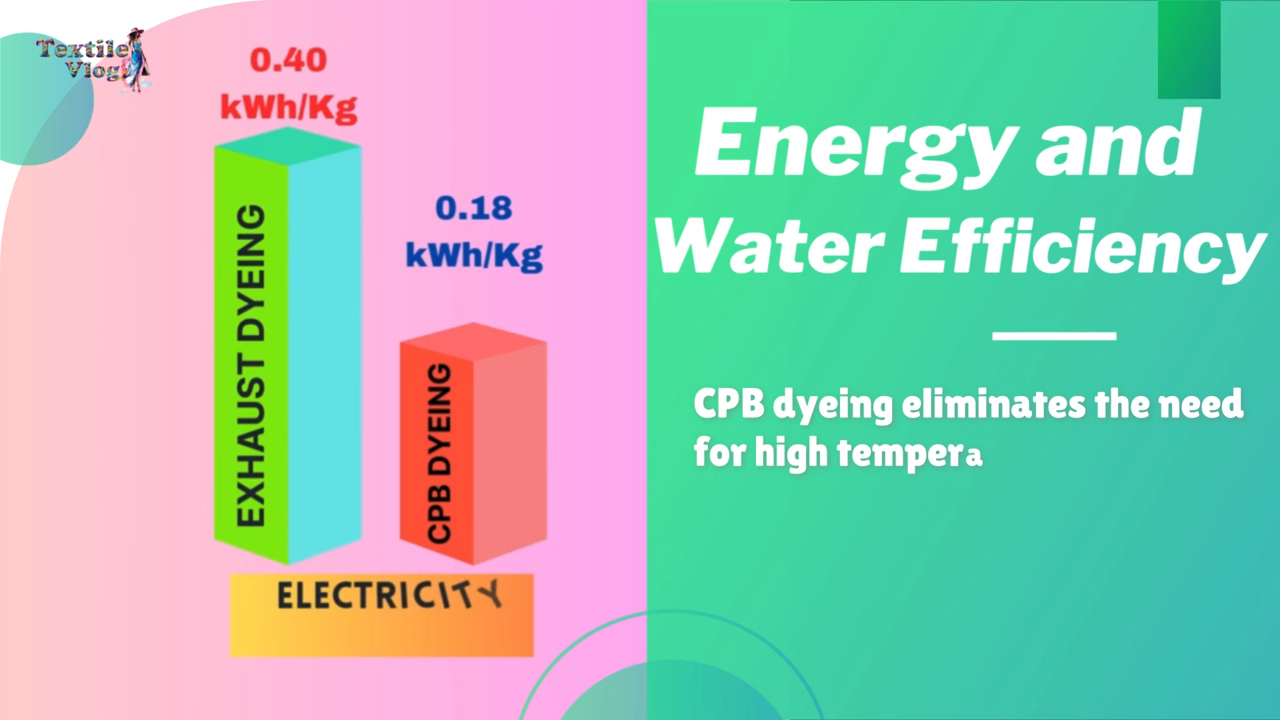 Textile
Vlog
0.40
kWh/Kg
0.18
kWh/Kg
EXHAUST DYEING
CPB DYEING
ELECTRICITY
Energy and
Water Efficiency
CPB dyeing eliminates the need
for high tempera